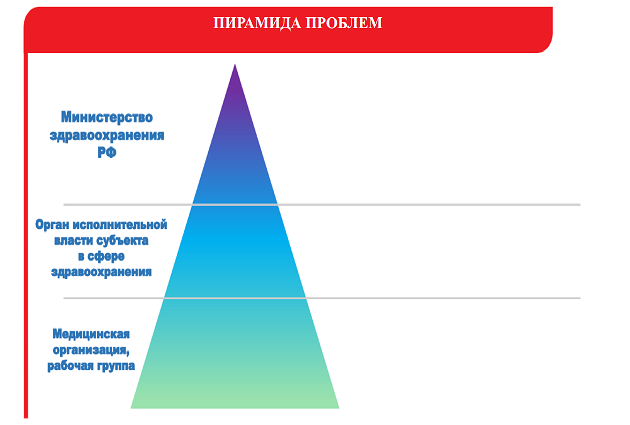 ПИРАМИДА ПРОБЛЕМ
Министерство
здравоохранения
РФ
Орган исполнительной
власти субъекта
в сфере
здравоохранения
Медицинская
организация,
рабочая группа